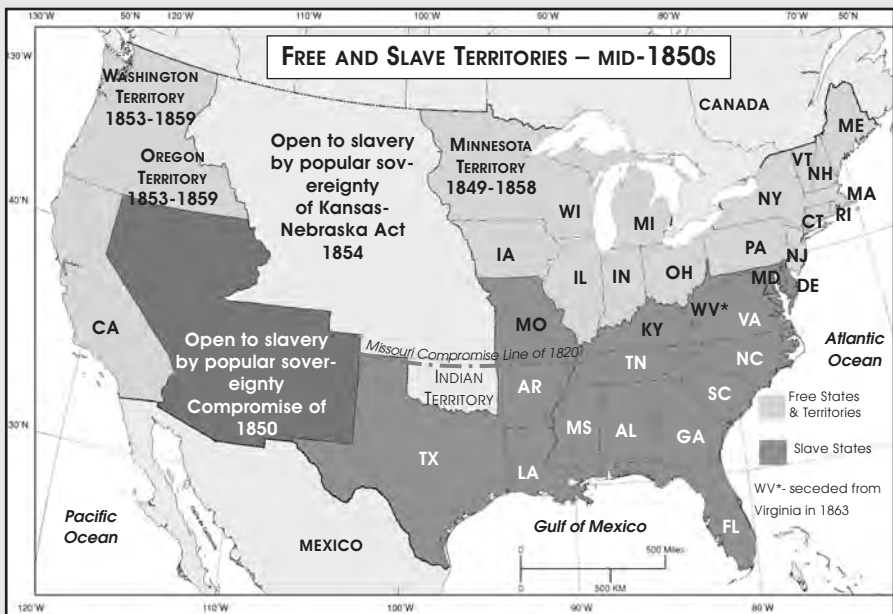 130°W
50°N
120°W
110°W
100°W
90°W
80°W
70°W
50°N
130°W
60°W
FREE AND SLAVE TERRITORIES – MID-1850S
WASHINGTON
TERRITORY
1853-1859
OREGON
TERRITORY
1853-1859
Open to slavery
by popular sov-
ereignty
of Kansas-
Nebraska Act
1854
MINNESOTA
TERRITORY
1849-1858
CANADA
ME
VT
NH
MA
NY
RI
CT
WI
MI
40°N
40°N
PA
NJ
IA
IL
IN
OH
MD
DE
WV*
VA
CA
MO
KY
Open to slavery
by popular sover-
eignty
Compromise of
1850
Missouri Compromise Line of 1820
INDIAN
TERRITORY
TN
NC
Atlantic
Ocean
AR
SC
Free States
& Territories
30°N
30°N
MS
AL
GA
Slave States
TX
LA
WV*- seceded from
Virginia in 1863
Pacific
Ocean
Gulf of Mexico
FL
MEXICO
0
500 Miles
0
500 KM
120°W
110°W
100°W
90°W
80°W